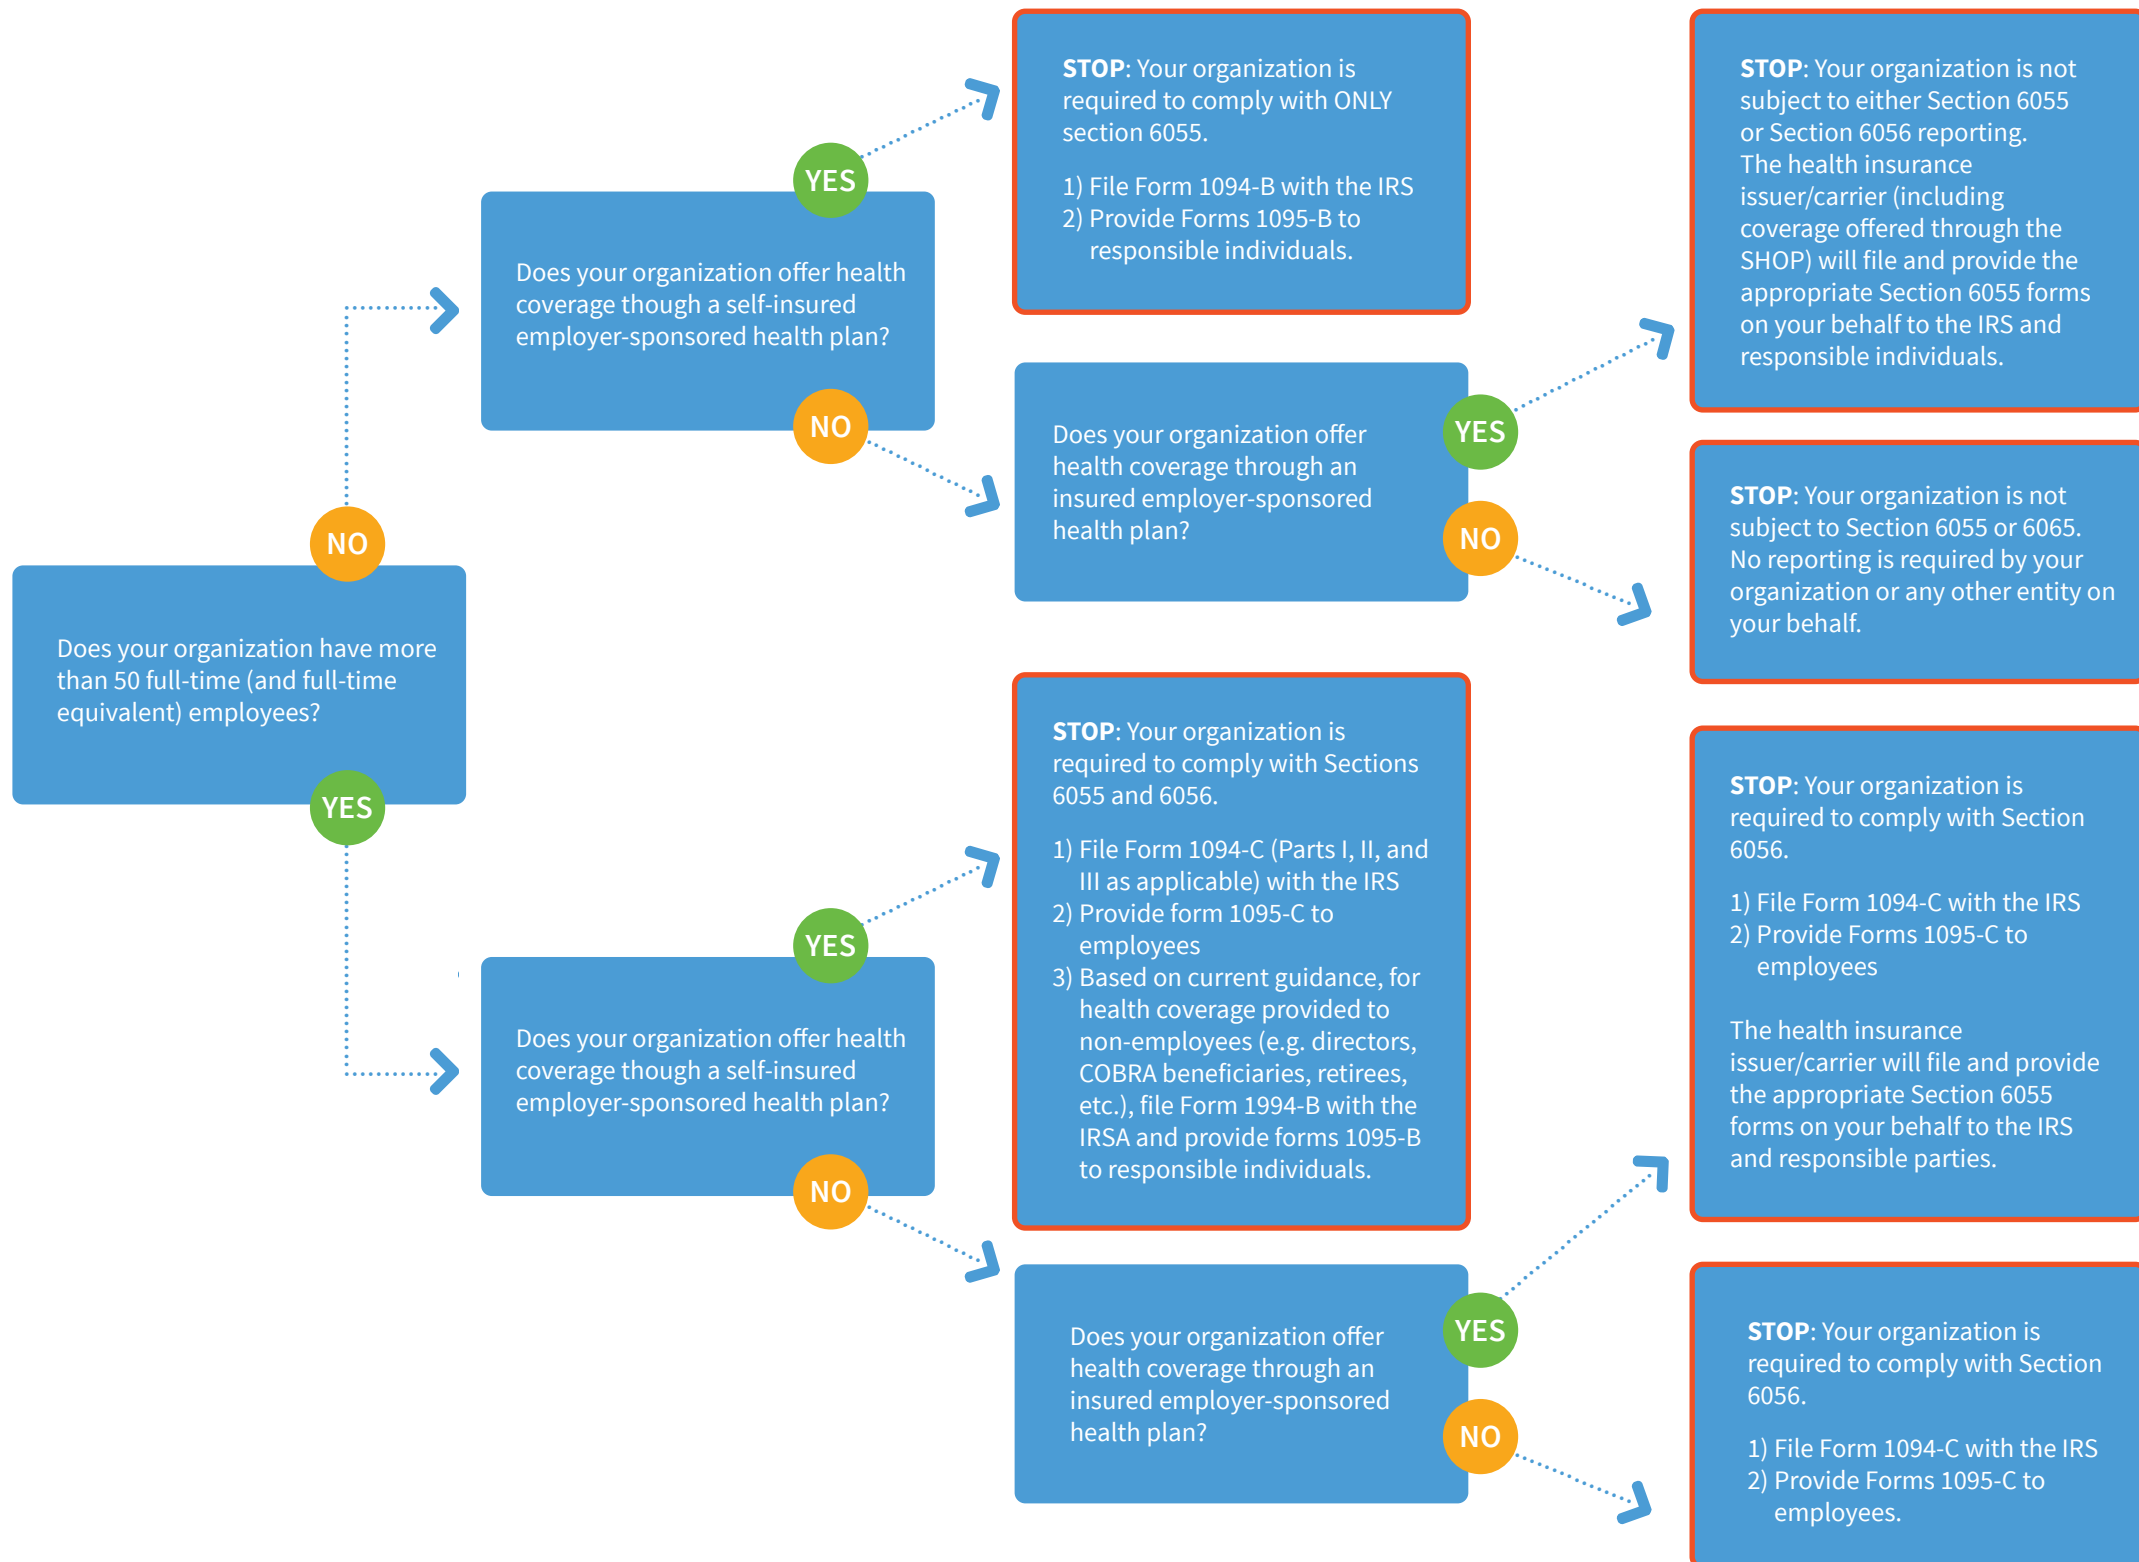 Does your organization have more
than 50 full-time (and full-time
equivalent) employees?
NO
YES
Does your organization offer health
coverage though a self-insured
employer-sponsored health plan?
YES
NO
STOP: Your organization is
required to comply with ONLY
section 6055.
1) File Form 1094-B with the IRS
2) Provide Forms 1095-B to
responsible individuals.
Does your organization offer
health coverage through an
insured employer-sponsored
health plan?
YES
NO
STOP: Your organization is not
subject to either Section 6055
or Section 6056 reporting.
The health insurance
issuer/carrier (including
coverage offered through the
SHOP) will file and provide the
appropriate Section 6055 forms
on your behalf to the IRS and
responsible individuals.
STOP: Your organization is not
subject to Section 6055 or 6065.
No reporting is required by your
organization or any other entity on
your behalf.
Does your organization offer health
coverage though a self-insured
employer-sponsored health plan?
YES
NO
STOP: Your organization is
required to comply with Sections
6055 and 6056.
1) File Form 1094-C (Parts I, II, and
III as applicable) with the IRS
2) Provide form 1095-C to
employees
3) Based on current guidance, for
health coverage provided to
non-employees (e.g. directors,
COBRA beneficiaries, retirees,
etc.), file Form 1994-B with the
IRSA and provide forms 1095-B
to responsible individuals.
Does your organization offer
health coverage through an
insured employer-sponsored
health plan?
YES
NO
STOP: Your organization is
required to comply with Section
6056.
1) File Form 1094-C with the IRS
2) Provide Forms 1095-C to
employees
The health insurance
issuer/carrier will file and provide
the appropriate Section 6055
forms on your behalf to the IRS
and responsible parties.
STOP: Your organization is
required to comply with Section
6056.
1) File Form 1094-C with the IRS
2) Provide Forms 1095-C to
employees.